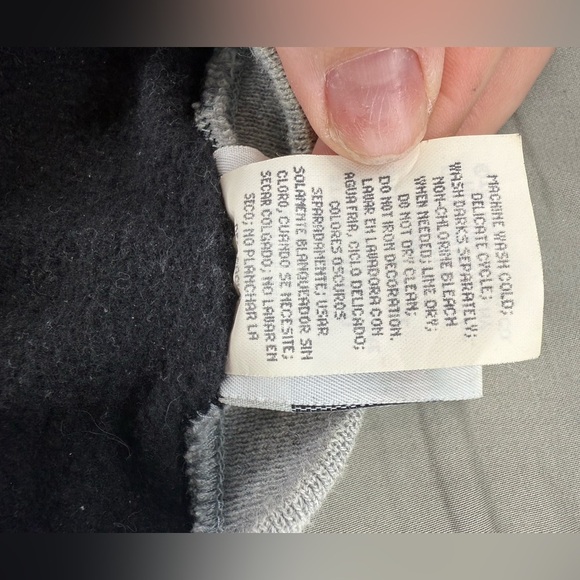 MACHINE WASH COLD;
DELICATE CYCLE;
WASH DARKS SEPARATELY;
NON-CHLORINE BLEACH
WHEN NEEDED; LINE DRY;
DO NOT DRY CLEAN;
DO NOT IRON DECORATION
LAVAR EN LAVADORA CON
AGUA FRIA, CICLO DELICADO;
COLORES OSCUROS
SEPARADAMENTE; USAR
SOLAMENTE BLANQUEADOR SIN
CLORO, CUANDO SE NECESITE;
SECAR COLGADO; NO LAVAR EN
SECO; NO PLANCHAR LA